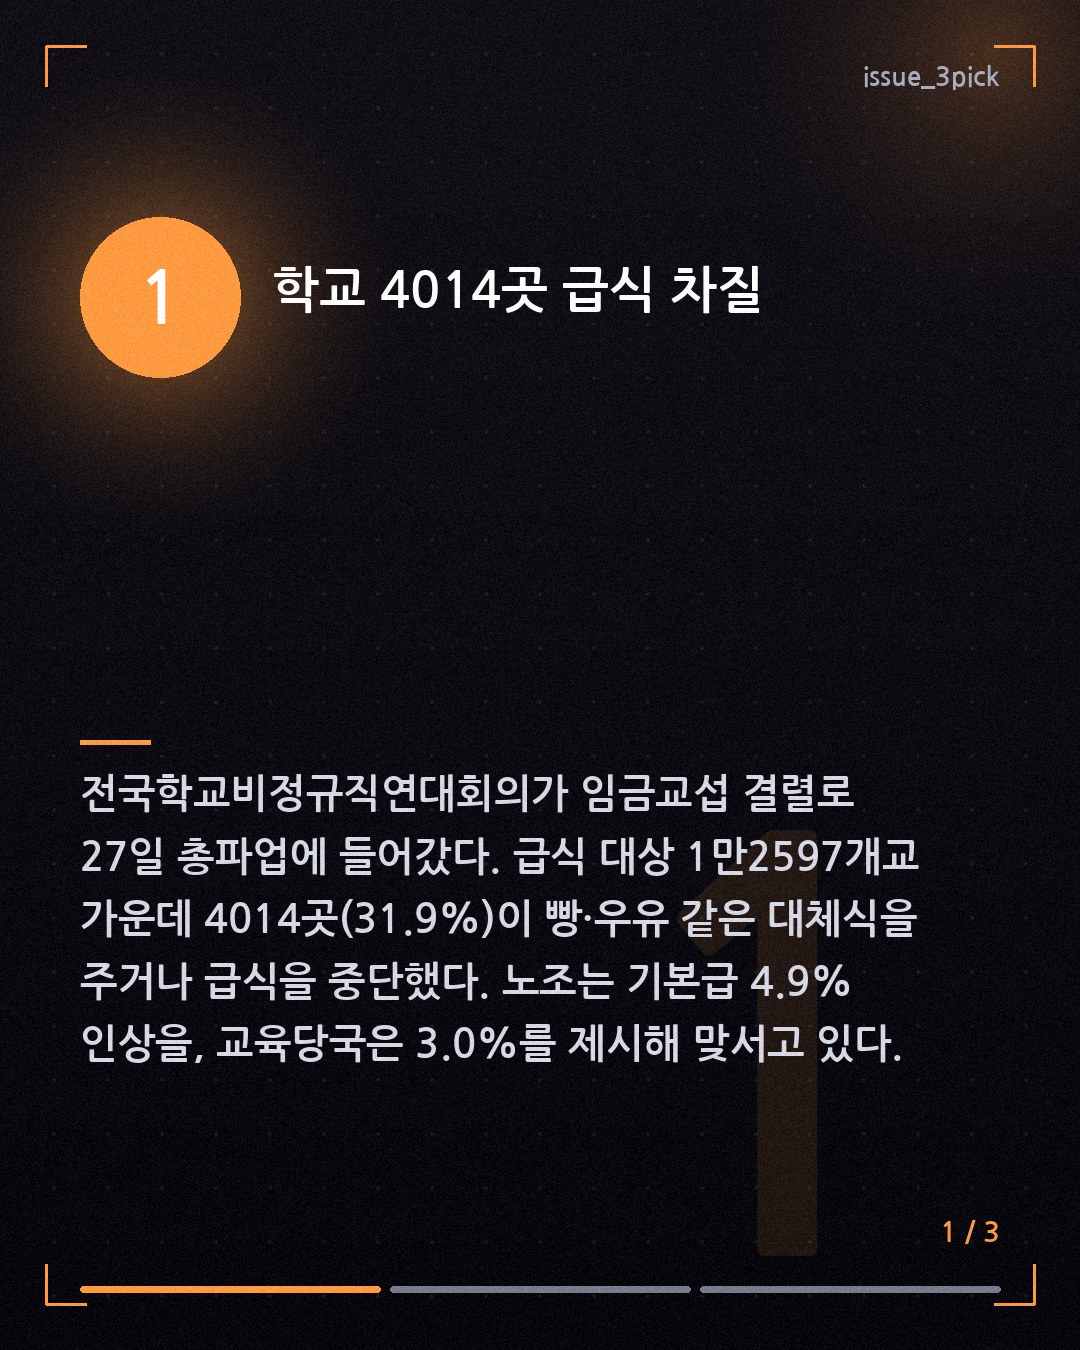 issue_3pick
1
학교 4014곳 급식 차질
전국학교비정규직연대회의가 임금교섭 결렬로
27일 총파업에 들어갔다. 급식 대상 1만2597개교
가운데 4014곳(31.9%)이 빵·우유 같은 대체식을
주거나 급식을 중단했다. 노조는 기본급 4.9%
인상을, 교육당국은 3.0%를 제시해 맞서고 있다.
1
1 / 3